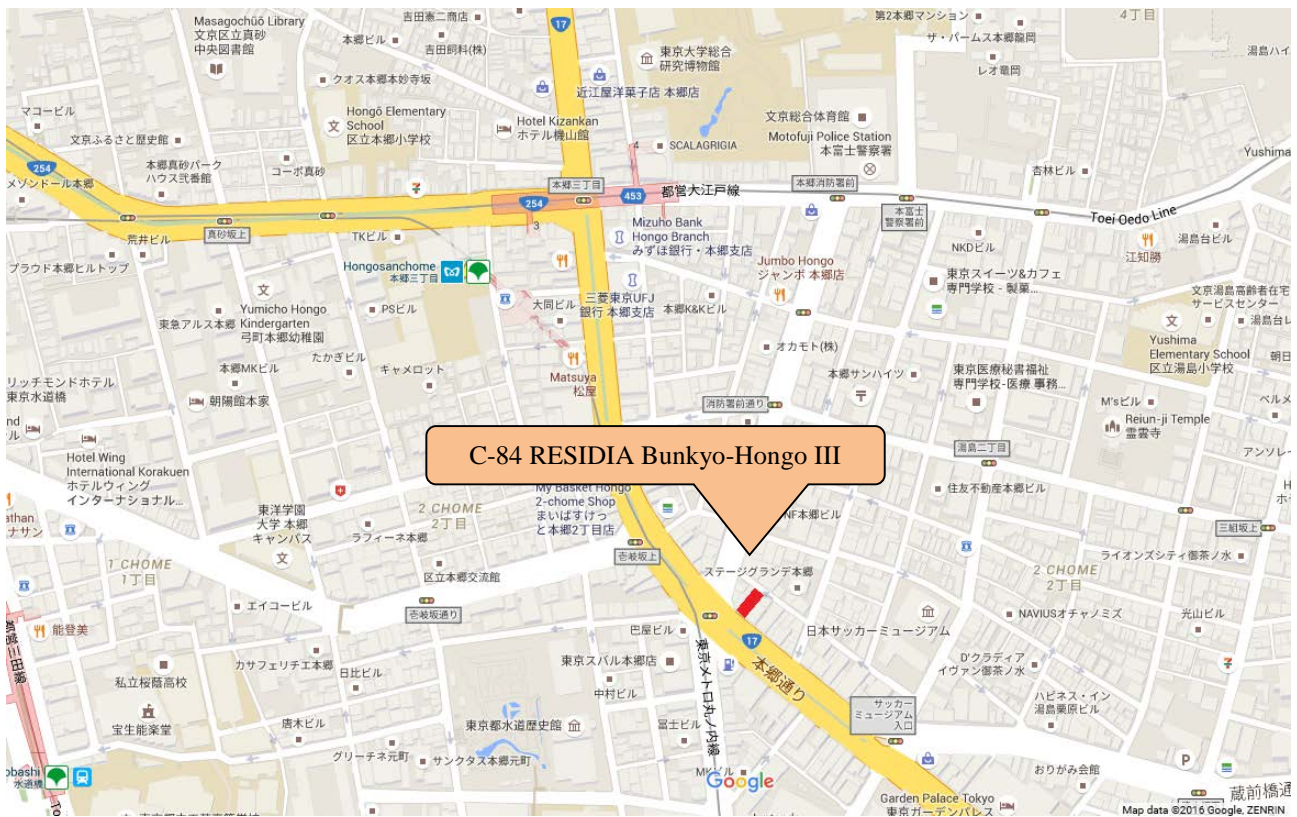 Masagochūō Library
文京区立真砂
中央図書館
吉田憲二商店
本郷ビル
吉田飼料(株)
17
東京大学総合
研究博物館
第2本郷マンション
ザ・パームス本郷龍岡
4丁目
レオ竜岡
湯島ハイ
クオス本郷本妙寺坂
近江屋洋菓子店 本郷店
マコービル
文京ふるさと歴史館
Hongō Elementary
School
区立本郷小学校
Hotel Kizankan
ホテル機山館
4
SCALAGRIGIA
文京総合体育館
Motofuji Police Station
本富士警察署
Yushima
254
本郷真砂パーク
ハウス弐番館
コーポ真砂
メゾンドール本郷
本郷三丁目
254
453
都営大江戸線
本郷消防署前
杏林ビル
Toei Oedo Line
本富士
警察署前
真砂坂上
荒井ビル
TKビル
3
Mizuho Bank
Hongo Branch
みずほ銀行・本郷支店
NKDビル
江知勝
湯島台ビル
プラウド本郷ヒルトップ
Hongosanchome
本郷三丁目
Jumbo Hongo
ジャンボ 本郷店
東京スイーツ&カフェ
専門学校 - 製菓...
文京湯島高齢者住宅
サービスセンター
湯島台レ
Yumicho Hongo
Kindergarten
弓町本郷幼稚園
東急アルス本郷
PSビル
大同ビル
三菱東京UFJ
銀行 本郷支店
本郷K&Kビル
オカモト(株)
Yushima
Elementary School
区立湯島小学校
朝日
たかぎビル
本郷MKビル
キャメロット
Matsuya
松屋
本郷サンハイツ
東京医療秘書福祉
専門学校-医療 事務...
リッチモンドホテル
東京水道橋
朝陽館本家
消防署前通り
M'sビル
Reiun-ji Temple
霊雲寺
ベルメ
C-84 RESIDIA Bunkyo-Hongo III
湯島二丁目
アンソレイ
Hotel Wing
International Korakuen
ホテルウィング
インターナショナル...
My Basket Hongo
2-chome Shop
まいばすけっ
と本郷2丁目店
住友不動産本郷ビル
東洋学園
大学 本郷
キャンパス
2 CHOME
2丁目
ラフィーネ本郷
NF本郷ビル
三組坂上
壱岐坂上
ライオンズシティ御茶ノ水
1 CHOME
1丁目
区立本郷交流館
ステージグランデ本郷
2 CHOME
2丁目
エイコービル
壱岐坂通り
NAVIUSオチャノミズ
光山ビル
能登美
都営三田線
巴屋ビル
17
日本サッカーミュージアム
カサフェリチェ本郷
日比ビル
東京スバル本郷店
本郷通り
D'クラディア
イヴァン御茶ノ水
私立桜蔭高校
中村ビル
東京メトロ丸ノ内線
サッカー
ミュージアム
入口
ハピネス・イン
湯島栗原ビル
宝生能楽堂
唐木ビル
東京都水道歴史館
冨士ビル
グリーチネ元町
サンクタス本郷元町
水道橋
Google
おりがみ会館
P
蔵前橋通
Garden Palace Tokyo
東京ガーデンパレス
Map data ©2016 Google, ZENRIN